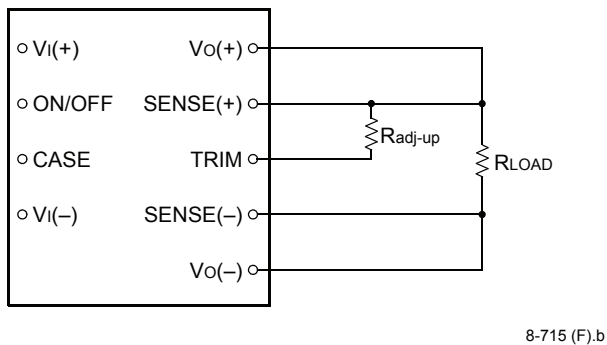 VI(+) VO(+)
ON/OFF SENSE(+)
Radj-up
CASE TRIM RLOAD
VI(–) SENSE(–)
VO(–)
8-715 (F).b